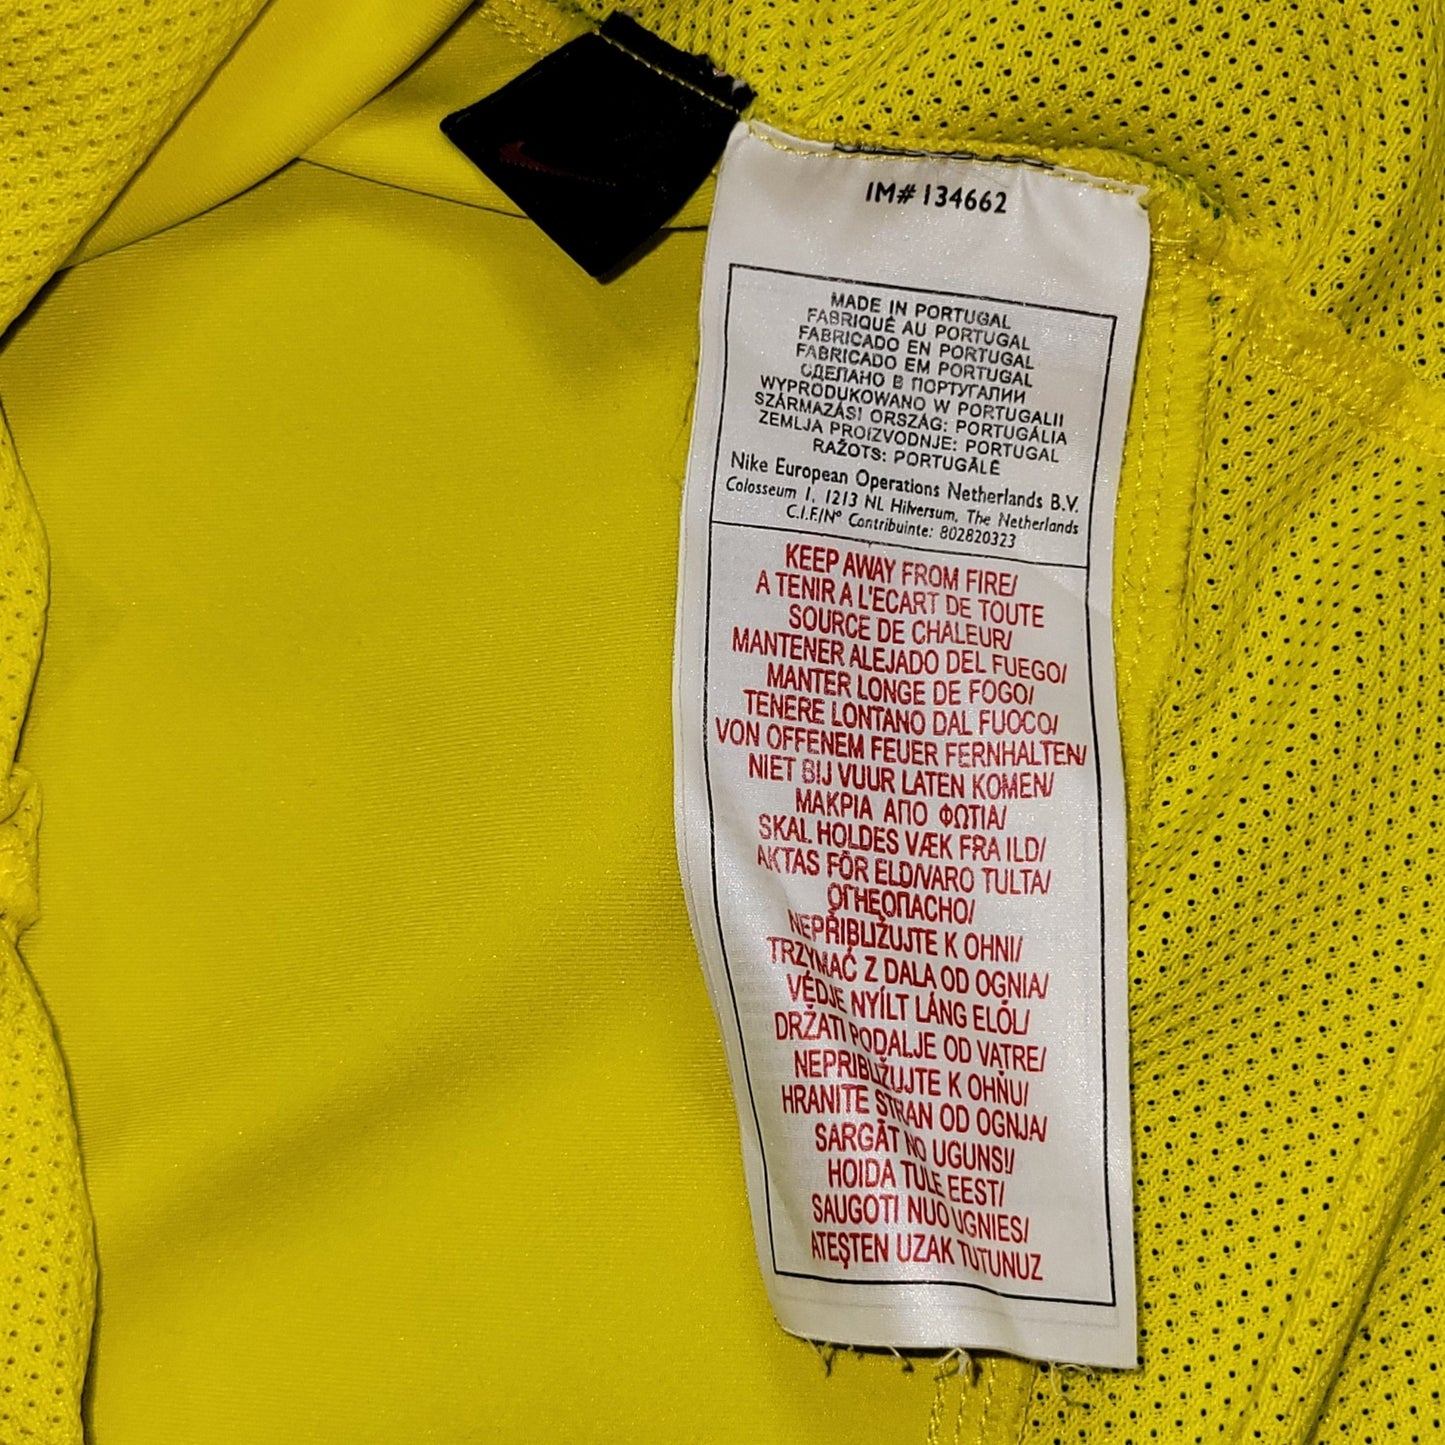 IM# 134662
MADE IN PORTUGAL
FABRIQUÉ AU PORTUGAL
FABRICADO EN PORTUGAL
FABRICADO EM PORTUGAL
СДЕЛАНО В ПОРТУГАЛИИ
WYPRODUKOWANO W PORTUGALII
SZÁRMAZÁSI ORSZÁG: PORTUGÁLIA
ZEMLJA PROIZVODNJE: PORTUGAL
RAŽOTS: PORTUGĀLĒ
Nike European Operations Netherlands B.V.
Colosseum 1, 1213 NL Hilversum, The Netherlands
C.I.F./Nº Contribuinte: 802820323
KEEP AWAY FROM FIRE/
A TENIR A L'ECART DE TOUTE
SOURCE DE CHALEUR/
MANTENER ALEJADO DEL FUEGO/
MANTER LONGE DE FOGO/
TENERE LONTANO DAL FUOCO/
VON OFFENEM FEUER FERNHALTEN/
NIET BIJ VUUR LATEN KOMEN/
ΜΑΚΡΙΑ ΑΠΟ ΦΩΤΙΑ/
SKAL HOLDES VÆK FRA ILD/
AKTAS FÖR ELD/VARO TULTA/
ОГНЕОПАСНО/
NEPŘIBLIŽUJTE K OHNI/
TRZYMAĆ Z DALA OD OGNIA/
VÉDJE NYÍLT LÁNG ELŐL/
DRŽATI PODALJE OD VATRE/
NEPRIBLIŽUJTE K OHŇU/
HRANITE STRAN OD OGNJA/
SARGĀT NO UGUNS!/
HOIDA TULE EEST/
SAUGOTI NUO UGNIES/
ATEŞTEN UZAK TUTUNUZ